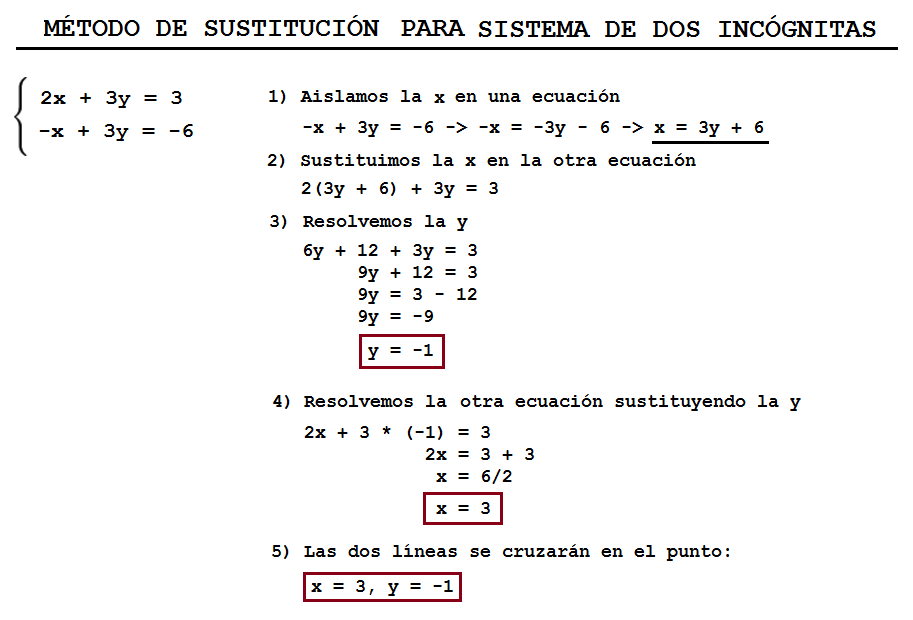 MÉTODO DE SUSTITUCIÓN PARA SISTEMA DE DOS INCÓGNITAS
2x + 3y = 3
-x + 3y = -6
1) Aislamos la x en una ecuación
-x + 3y = -6 -> -x = -3y - 6 -> x = 3y + 6
2) Sustituimos la x en la otra ecuación
2(3y + 6) + 3y = 3
3) Resolvemos la y
6y + 12 + 3y = 3
9y + 12 = 3
9y = 3 - 12
9y = -9
y = -1
4) Resolvemos la otra ecuación sustituyendo la y
2x + 3 * (-1) = 3
2x = 3 + 3
x = 6/2
x = 3
5) Las dos líneas se cruzarán en el punto:
x = 3, y = -1